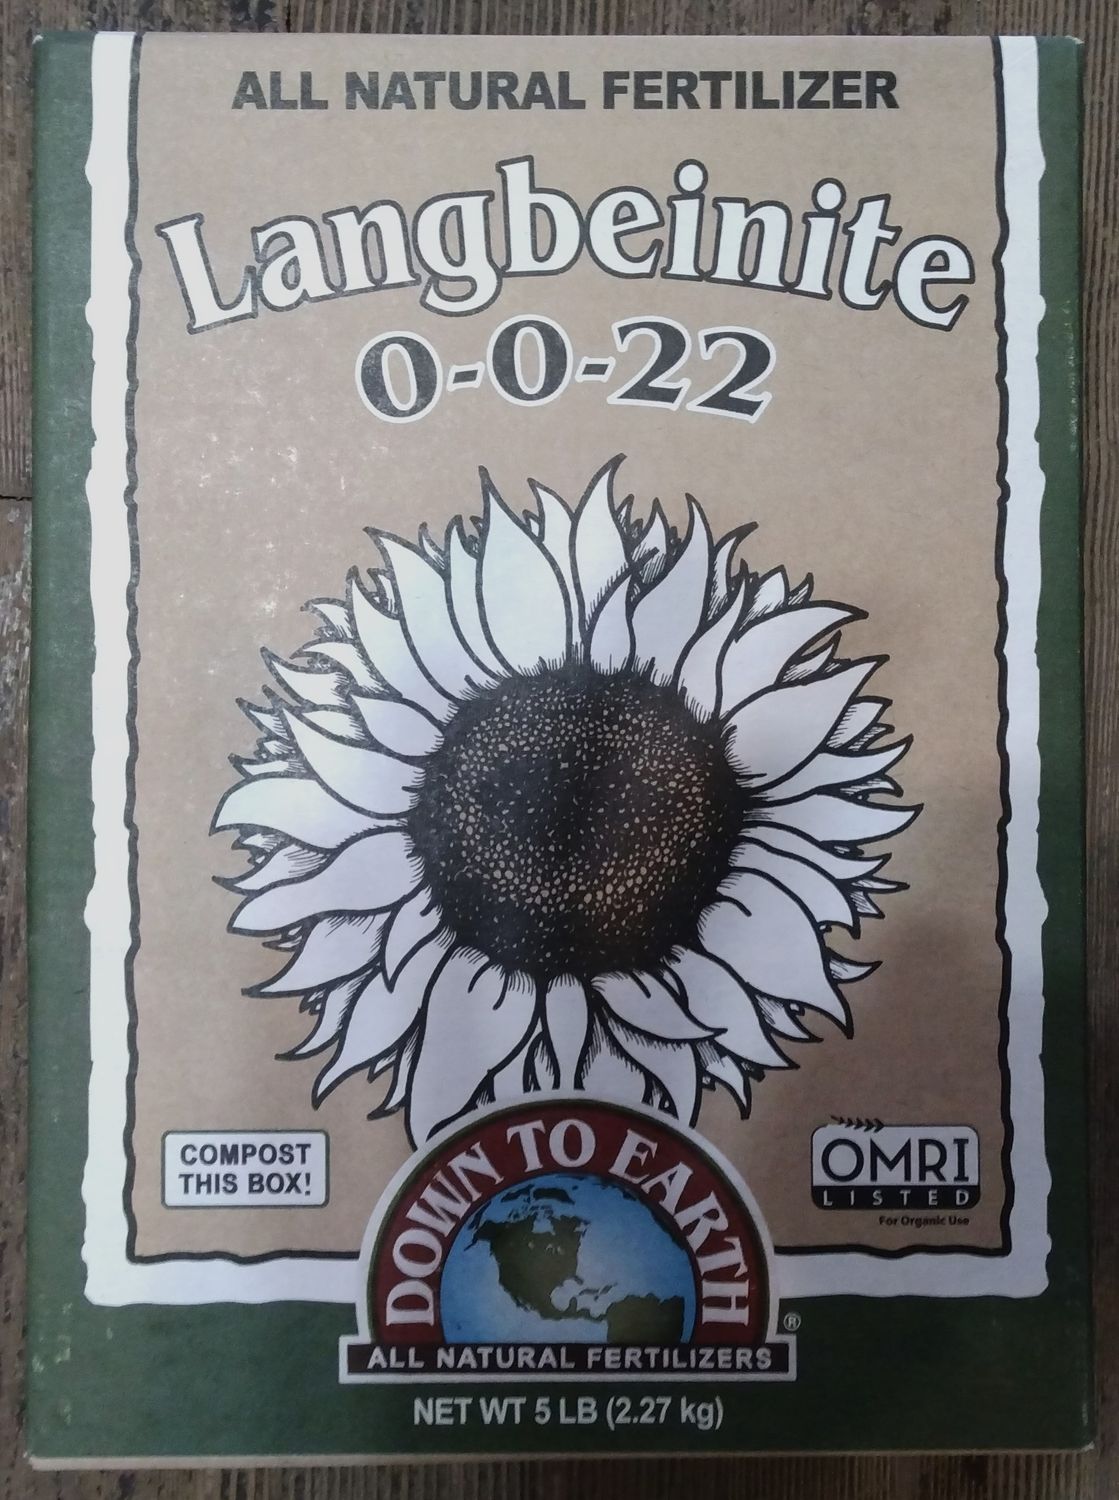 ALL NATURAL FERTILIZER
Langbeinite
0-0-22
COMPOST
THIS BOX!
OMRI
LISTED
For Organic Use
DOWN TO EARTH
®
ALL NATURAL FERTILIZERS
NET WT 5 LB (2.27 kg)